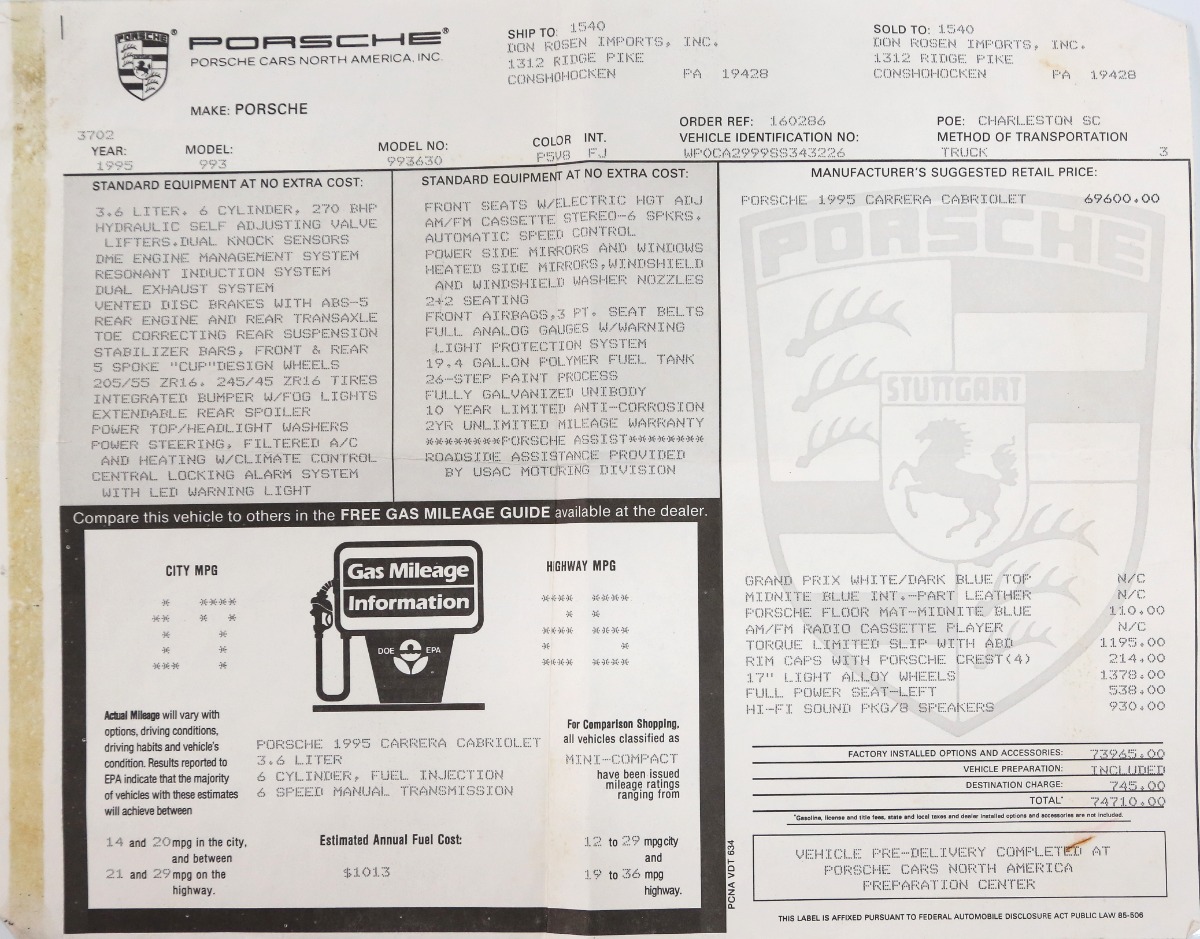 PORSCHE®
PORSCHE CARS NORTH AMERICA, INC.
SHIP TO: 1540
DON ROSEN IMPORTS, INC.
1312 RIDGE PIKE
CONSHOHOCKEN PA 19428
SOLD TO: 1540
DON ROSEN IMPORTS, INC.
1312 RIDGE PIKE
CONSHOHOCKEN PA 19428
MAKE: PORSCHE
ORDER REF: 160286
POE: CHARLESTON SC
3702
YEAR: MODEL: MODEL NO: COLOR INT. VEHICLE IDENTIFICATION NO: METHOD OF TRANSPORTATION
1995 993 993630 P5V8 FJ WPOCA2999SS343226 TRUCK 3
STANDARD EQUIPMENT AT NO EXTRA COST:
3.6 LITER. 6 CYLINDER, 270 BHP
HYDRAULIC SELF ADJUSTING VALVE
LIFTERS.DUAL KNOCK SENSORS
DME ENGINE MANAGEMENT SYSTEM
RESONANT INDUCTION SYSTEM
DUAL EXHAUST SYSTEM
VENTED DISC BRAKES WITH ABS-5
REAR ENGINE AND REAR TRANSAXLE
TOE CORRECTING REAR SUSPENSION
STABILIZER BARS, FRONT & REAR
5 SPOKE "CUP"DESIGN WHEELS
205/55 ZR16. 245/45 ZR16 TIRES
INTEGRATED BUMPER W/FOG LIGHTS
EXTENDABLE REAR SPOILER
POWER TOP/HEADLIGHT WASHERS
POWER STEERING, FILTERED A/C
AND HEATING W/CLIMATE CONTROL
CENTRAL LOCKING ALARM SYSTEM
WITH LED WARNING LIGHT
STANDARD EQUIPMENT AT NO EXTRA COST:
FRONT SEATS W/ELECTRIC HGT ADJ
AM/FM CASSETTE STEREO-6 SPKRS.
AUTOMATIC SPEED CONTROL
POWER SIDE MIRRORS AND WINDOWS
HEATED SIDE MIRRORS,WINDSHIELD
AND WINDSHIELD WASHER NOZZLES
2+2 SEATING
FRONT AIRBAGS,3 PT. SEAT BELTS
FULL ANALOG GAUGES W/WARNING
LIGHT PROTECTION SYSTEM
19.4 GALLON POLYMER FUEL TANK
26-STEP PAINT PROCESS
FULLY GALVANIZED UNIBODY
10 YEAR LIMITED ANTI-CORROSION
2YR UNLIMITED MILEAGE WARRANTY
********PORSCHE ASSIST********
ROADSIDE ASSISTANCE PROVIDED
BY USAC MOTORING DIVISION
MANUFACTURER'S SUGGESTED RETAIL PRICE:
PORSCHE 1995 CARRERA CABRIOLET 69600.00
PORSCHE
STUTTGART
GRAND PRIX WHITE/DARK BLUE TOP N/C
MIDNITE BLUE INT.-PART LEATHER N/C
PORSCHE FLOOR MAT-MIDNITE BLUE 110.00
AM/FM RADIO CASSETTE PLAYER N/C
TORQUE LIMITED SLIP WITH ABD 1195.00
RIM CAPS WITH PORSCHE CREST(4) 214.00
17" LIGHT ALLOY WHEELS 1378.00
FULL POWER SEAT-LEFT 538.00
HI-FI SOUND PKG/8 SPEAKERS 930.00
FACTORY INSTALLED OPTIONS AND ACCESSORIES: 73965.00
VEHICLE PREPARATION: INCLUDED
DESTINATION CHARGE: 745.00
TOTAL* 74710.00
*Gasoline, license and title fees, state and local taxes and dealer installed options and accessories are not included.
VEHICLE PRE-DELIVERY COMPLETED AT
PORSCHE CARS NORTH AMERICA
PREPARATION CENTER
THIS LABEL IS AFFIXED PURSUANT TO FEDERAL AUTOMOBILE DISCLOSURE ACT PUBLIC LAW 85-506
PCNA VDT 634
Compare this vehicle to others in the FREE GAS MILEAGE GUIDE available at the dealer.
CITY MPG
14
Gas Mileage
Information
DOE EPA
HIGHWAY MPG
Actual Mileage will vary with
options, driving conditions,
driving habits and vehicle's
condition. Results reported to
EPA indicate that the majority
of vehicles with these estimates
will achieve between
14 and 20 mpg in the city,
and between
21 and 29 mpg on the
highway.
PORSCHE 1995 CARRERA CABRIOLET
3.6 LITER
6 CYLINDER, FUEL INJECTION
6 SPEED MANUAL TRANSMISSION
Estimated Annual Fuel Cost:
$1013
For Comparison Shopping,
all vehicles classified as
MINI-COMPACT
have been issued
mileage ratings
ranging from
12 to 29 mpg city
and
19 to 36 mpg
highway.